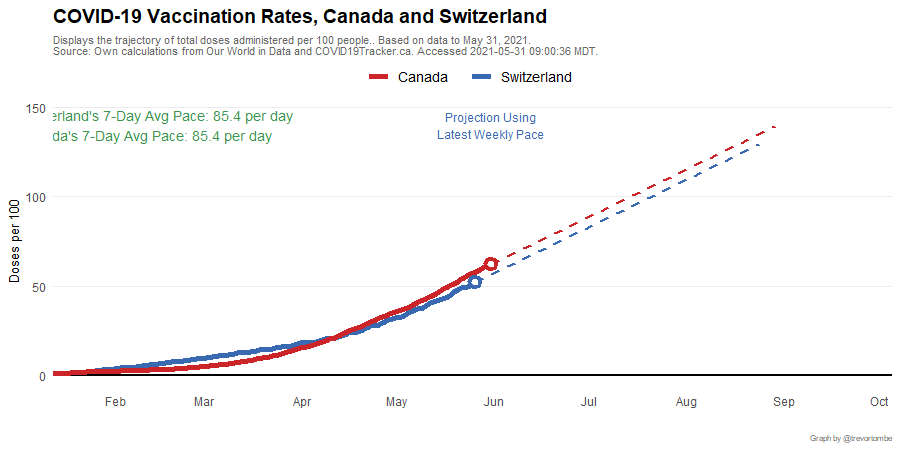 COVID-19 Vaccination Rates, Canada and Switzerland
Displays the trajectory of total doses administered per 100 people.. Based on data to May 31, 2021.
Source: Own calculations from Our World in Data and COVID19Tracker.ca. Accessed 2021-05-31 09:00:36 MDT.
Canada Switzerland
erland's 7-Day Avg Pace: 85.4 per day
da's 7-Day Avg Pace: 85.4 per day
Projection Using
Latest Weekly Pace
150
100
50
0
Doses per 100
Feb Mar Apr May Jun Jul Aug Sep Oct
Graph by @trevortombe